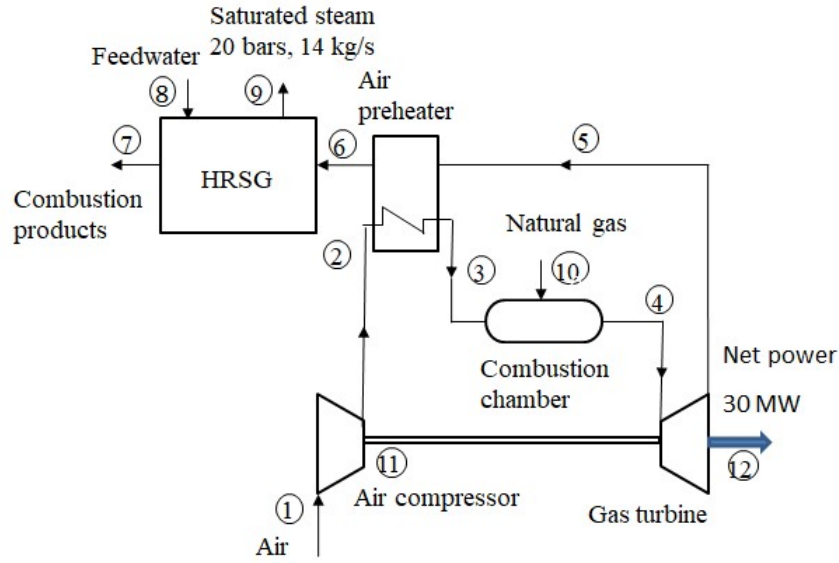 Saturated steam
20 bars, 14 kg/s
Feedwater
Air
preheater
8
9
7
6
5
HRSG
Combustion
products
Natural gas
2
3
10
4
Combustion
chamber
Net power
30 MW
11
12
Air compressor
1
Gas turbine
Air